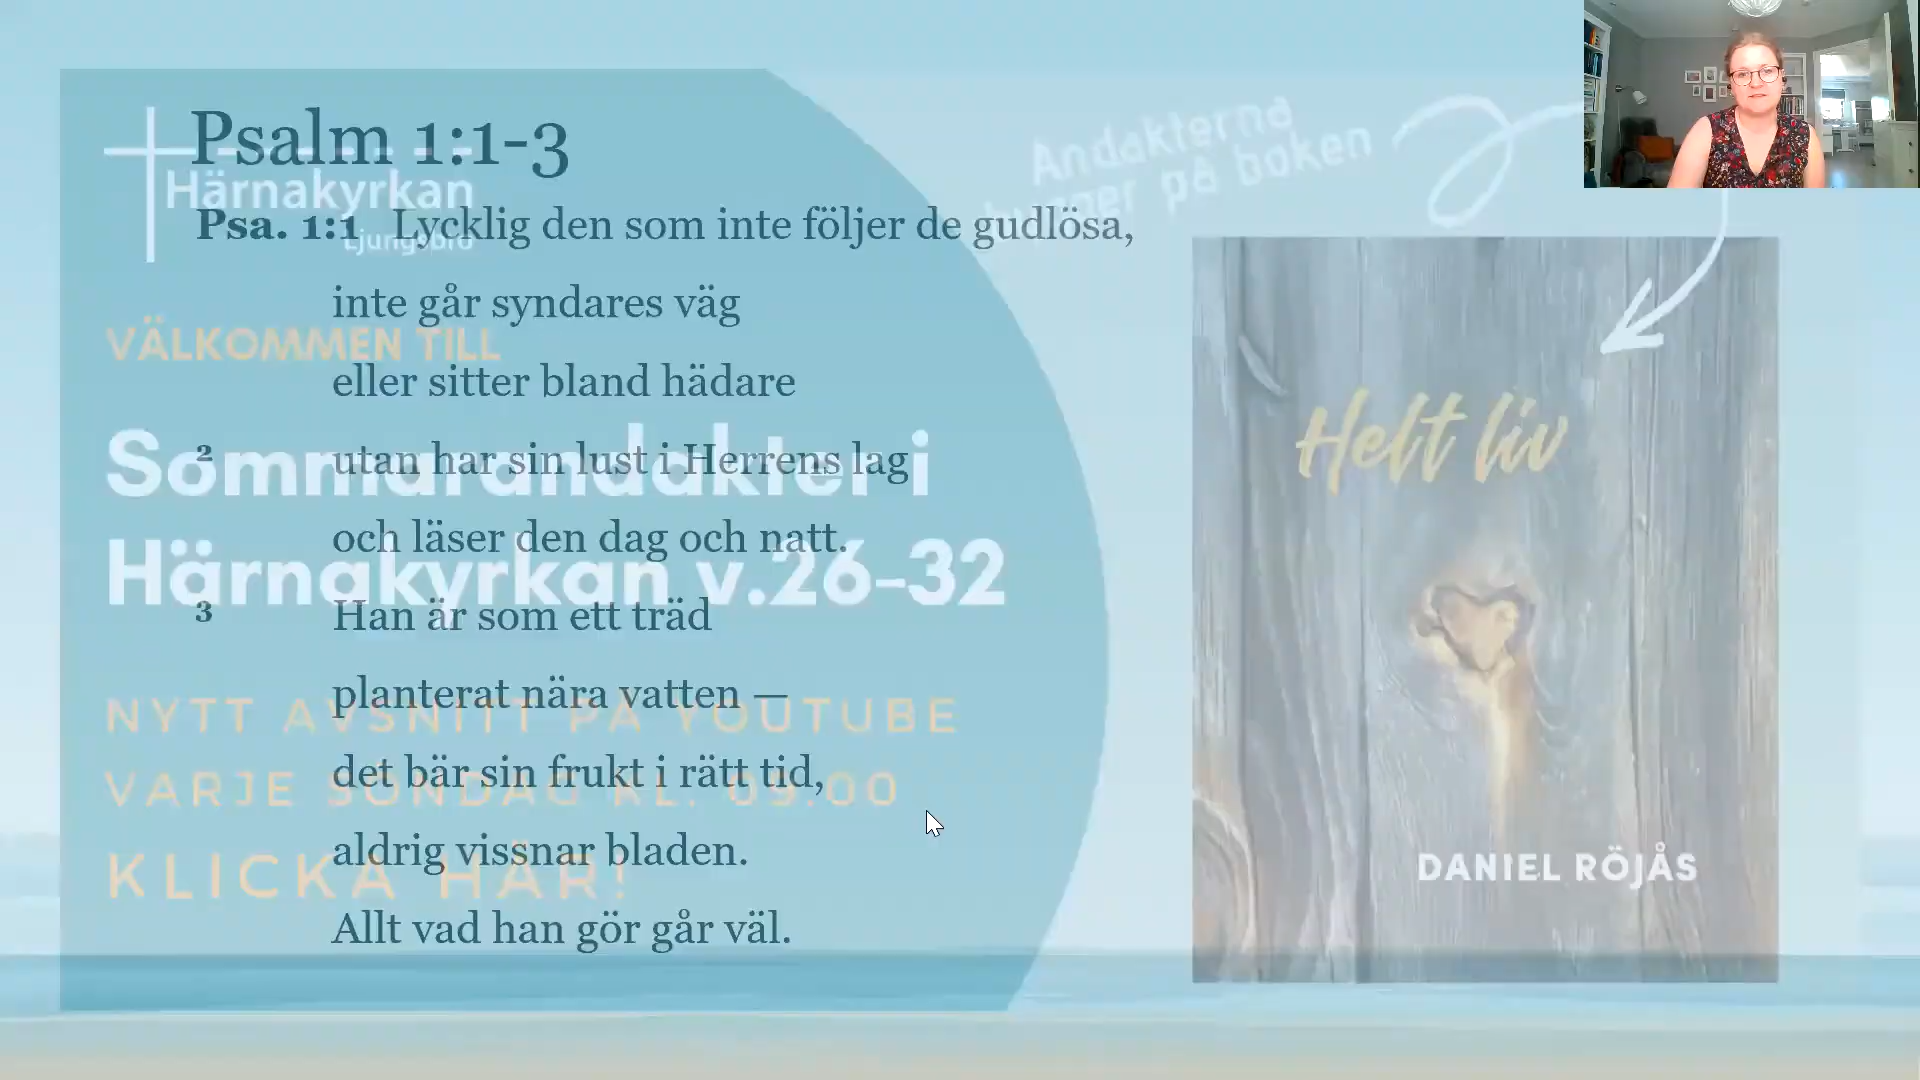 Psalm 1:1-3
Psa. 1:1 Lycklig den som inte följer de gudlösa,
inte går syndares väg
eller sitter bland hädare
2 utan har sin lust i Herrens lag
och läser den dag och natt.
3 Han är som ett träd
planterat nära vatten —
det bär sin frukt i rätt tid,
aldrig vissnar bladen.
Allt vad han gör går väl.
Härnakyrkan
Ljungsbro
VÄLKOMMEN TILL
Sommarandakter i
Härnakyrkan v.26-32
NYTT AVSNITT PÅ YOUTUBE
VARJE SÖNDAG KL. 09.00
KLICKA HÄR!
Andakterna
på boken
Helt liv
DANIEL RÖJÅS